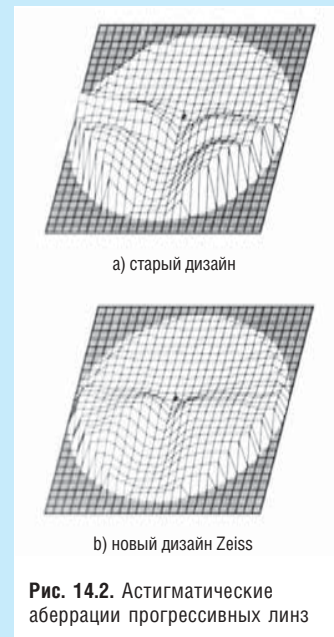 a) старый дизайн
b) новый дизайн Zeiss
Рис. 14.2. Астигматические
аберрации прогрессивных линз